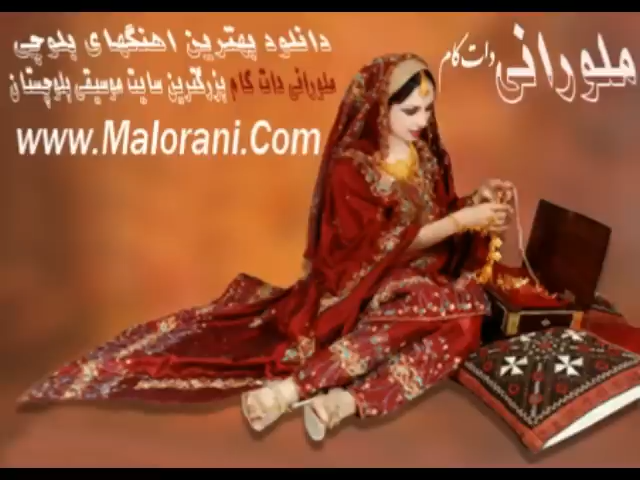 دانلود بهترین اهنگهای بلوچی
ملورانی دات کام بزرگترین سایت موسیقی بلوچستان
www.Malorani.Com
ملورانی دات کام